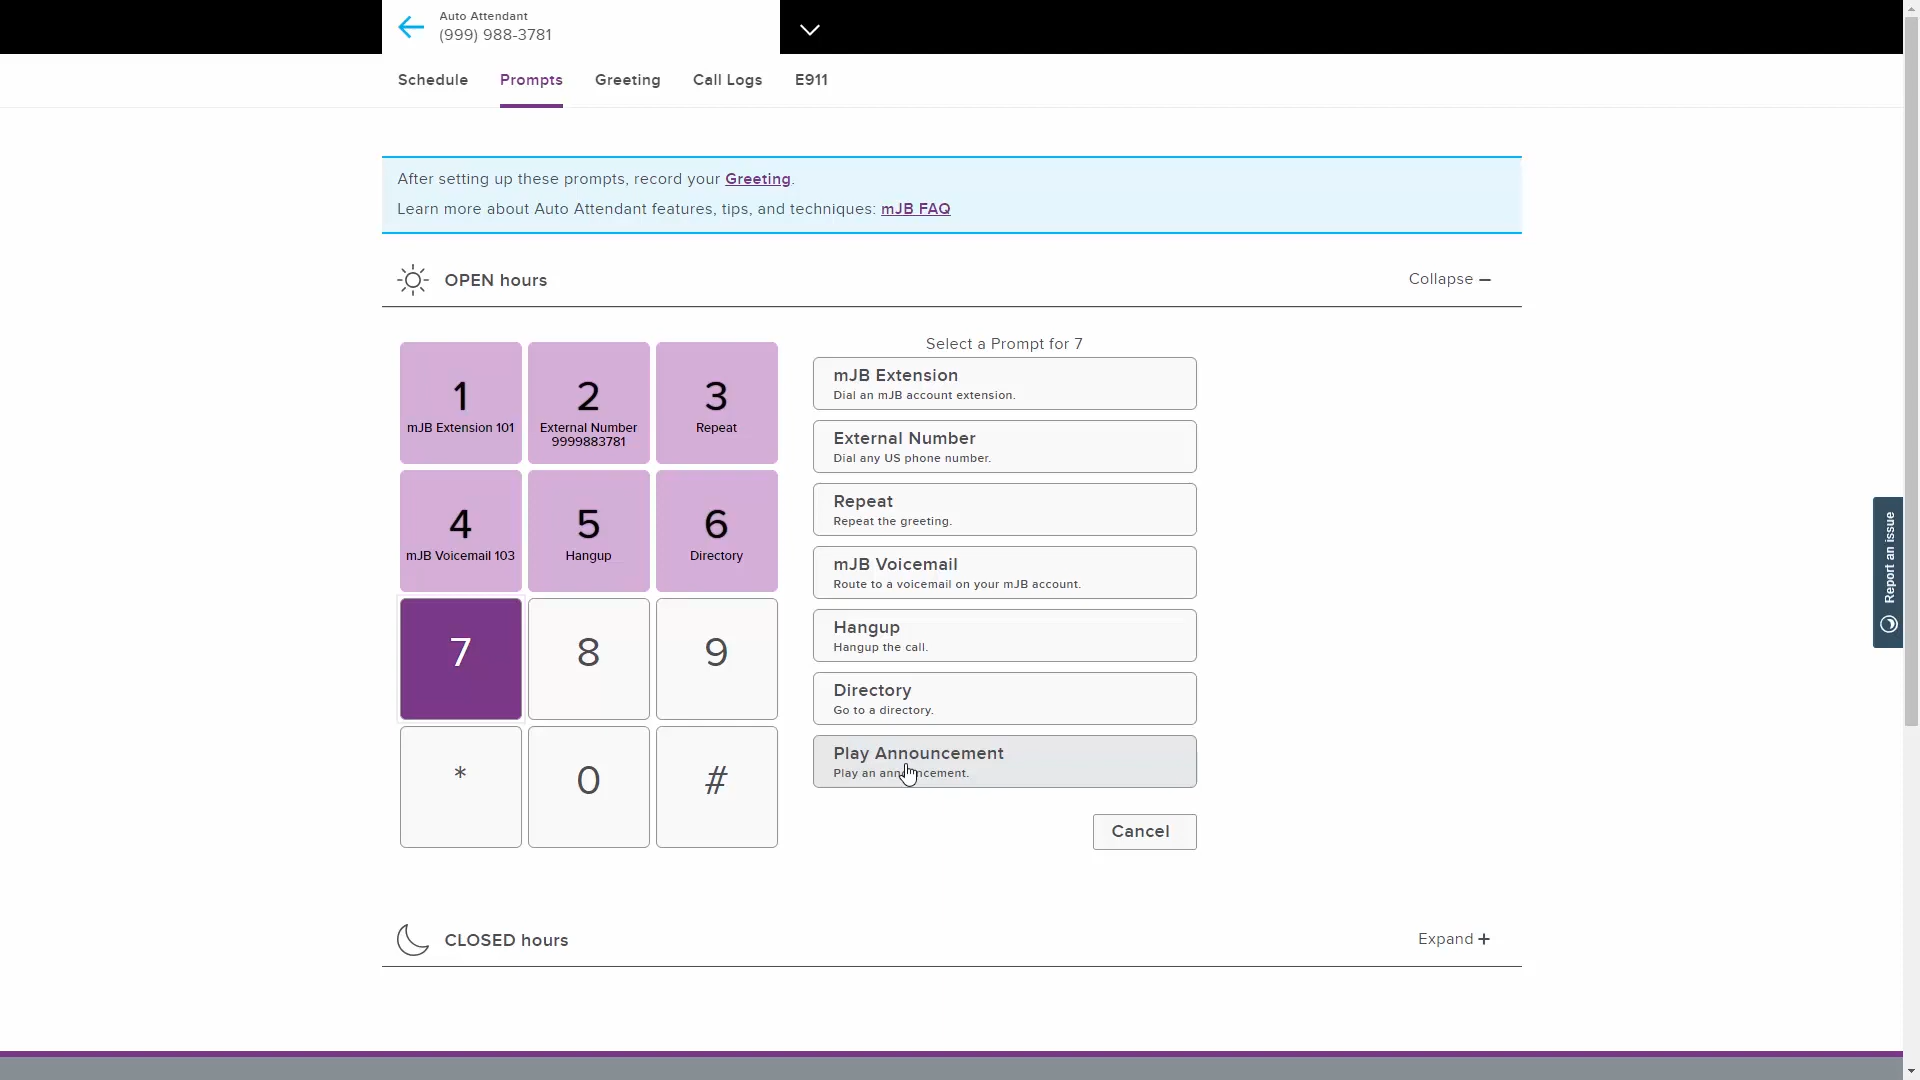 Auto Attendant
(999) 988-3781
Schedule Prompts Greeting Call Logs E911
After setting up these prompts, record your Greeting.
Learn more about Auto Attendant features, tips, and techniques: mJB FAQ
OPEN hours
Collapse
1
mJB Extension 101
2
External Number
9999883781
3
Repeat
4
mJB Voicemail 103
5
Hangup
6
Directory
7
8
9
*
0
#
Select a Prompt for 7
mJB Extension
Dial an mJB account extension.
External Number
Dial any US phone number.
Repeat
Repeat the greeting.
mJB Voicemail
Route to a voicemail on your mJB account.
Hangup
Hangup the call.
Directory
Go to a directory.
Play Announcement
Play an announcement.
Cancel
CLOSED hours
Expand +
Report an issue